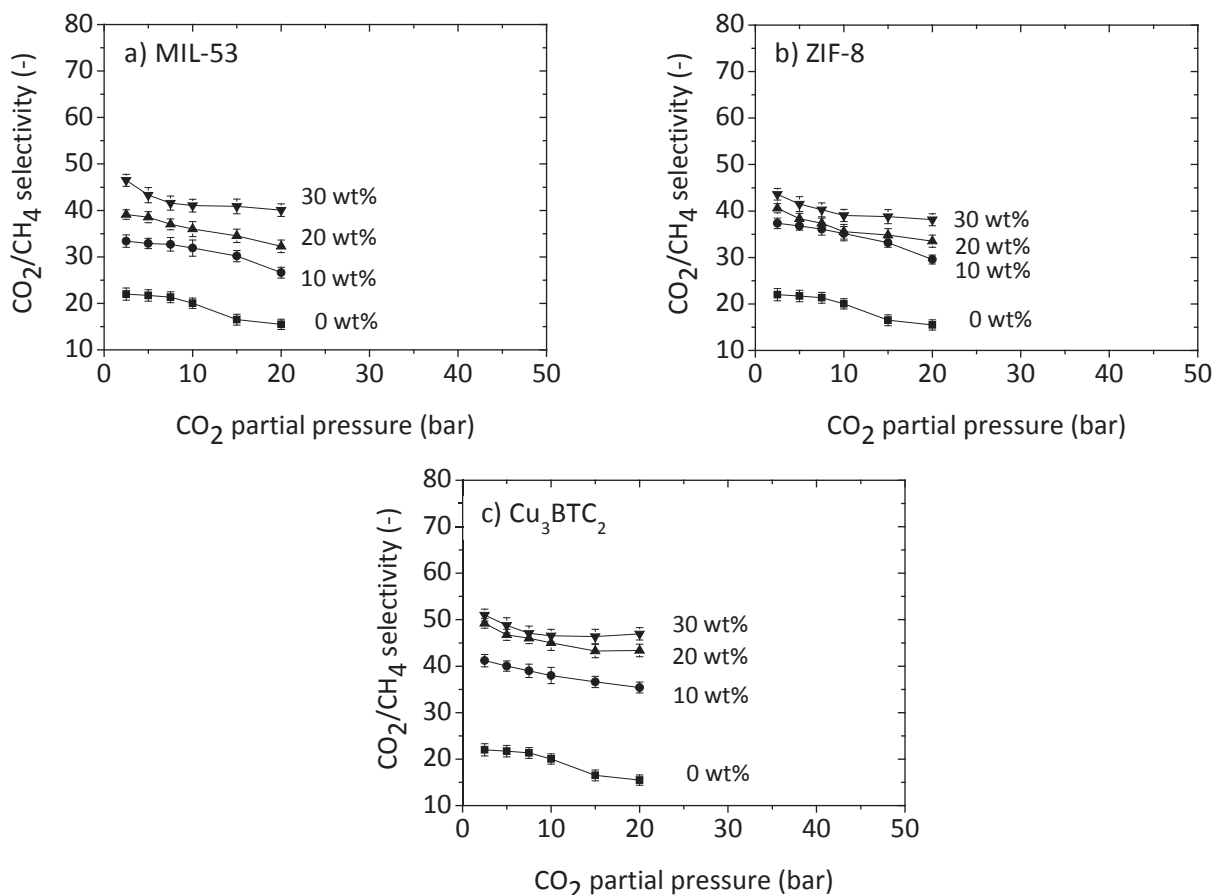 a) MIL-53
CO2/CH4 selectivity (-)
80
70
60
50
40
30
20
10
30 wt%
20 wt%
10 wt%
0 wt%
0 10 20 30 40 50
CO2 partial pressure (bar)
b) ZIF-8
CO2/CH4 selectivity (-)
80
70
60
50
40
30
20
10
30 wt%
20 wt%
10 wt%
0 wt%
0 10 20 30 40 50
CO2 partial pressure (bar)
c) Cu3BTC2
CO2/CH4 selectivity (-)
80
70
60
50
40
30
20
10
30 wt%
20 wt%
10 wt%
0 wt%
0 10 20 30 40 50
CO2 partial pressure (bar)